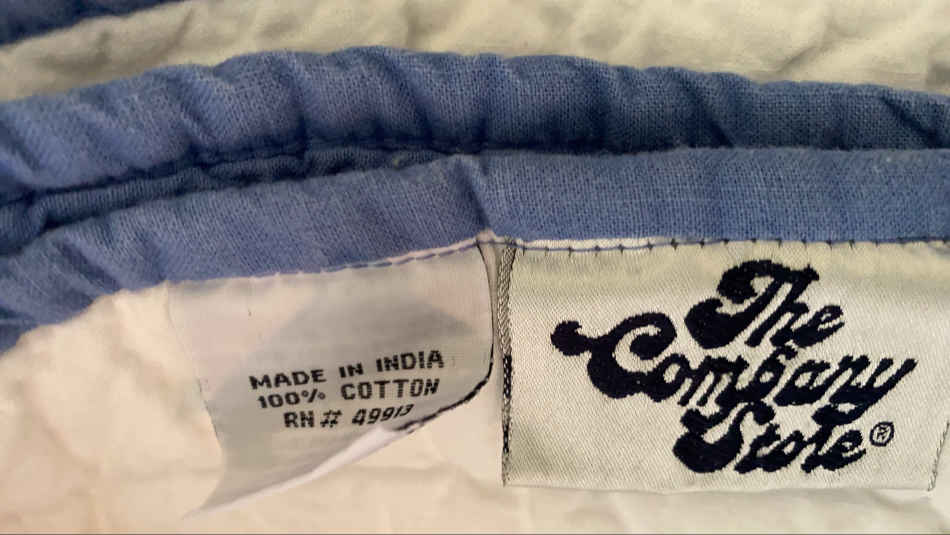 MADE IN INDIA
100% COTTON
RN # 49913
The
Company
Store®